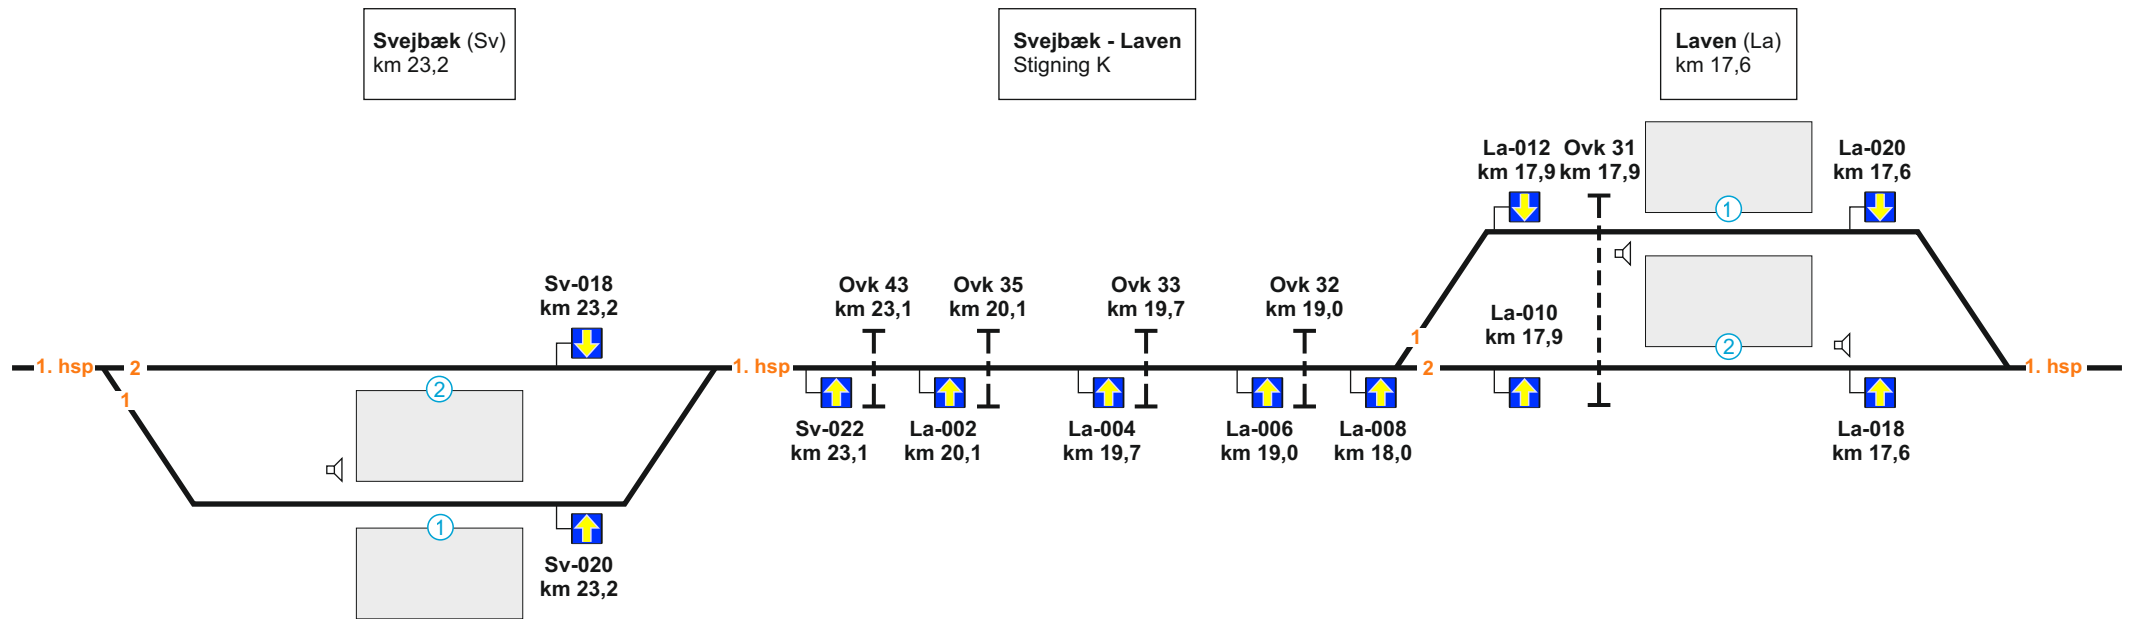 Svejbæk (Sv)
km 23,2
Svejbæk - Laven
Stigning K
Laven (La)
km 17,6
La-012
km 17,9
Ovk 31
km 17,9
La-020
km 17,6
1
Sv-018
km 23,2
Ovk 43
km 23,1
Ovk 35
km 20,1
Ovk 33
km 19,7
Ovk 32
km 19,0
La-010
km 17,9
1
2
1. hsp
2
1. hsp
2
1. hsp
1
2
Sv-022
km 23,1
La-002
km 20,1
La-004
km 19,7
La-006
km 19,0
La-008
km 18,0
La-018
km 17,6
1
Sv-020
km 23,2